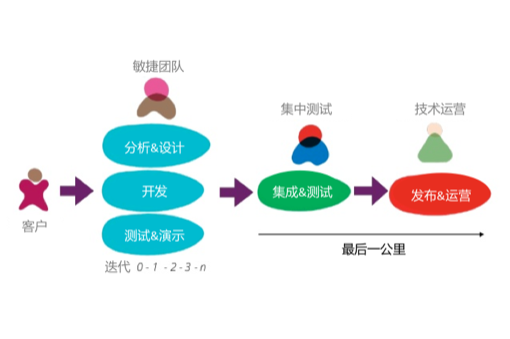 敏捷团队
集中测试
技术运营
分析&设计
开发
集成&测试
发布&运营
客户
测试&演示
最后一公里
迭代 0 - 1 - 2 - 3 - n